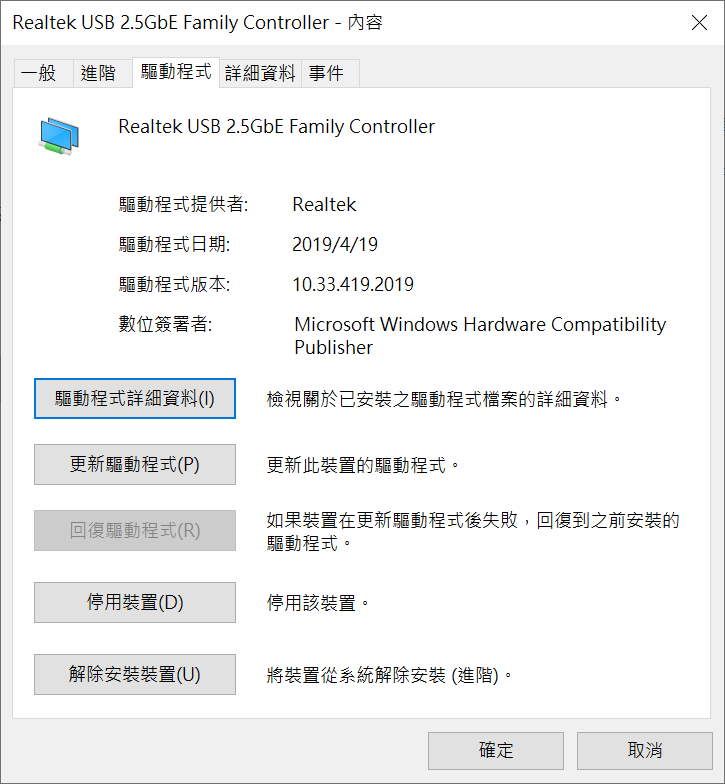 Realtek USB 2.5GbE Family Controller - 內容
一般 進階 驅動程式 詳細資料 事件
Realtek USB 2.5GbE Family Controller
驅動程式提供者: Realtek
驅動程式日期: 2019/4/19
驅動程式版本: 10.33.419.2019
數位簽署者: Microsoft Windows Hardware Compatibility
Publisher
驅動程式詳細資料(I) 檢視關於已安裝之驅動程式檔案的詳細資料。
更新驅動程式(P) 更新此裝置的驅動程式。
回復驅動程式(R) 如果裝置在更新驅動程式後失敗，回復到之前安裝的
驅動程式。
停用裝置(D) 停用該裝置。
解除安裝裝置(U) 將裝置從系統解除安裝 (進階)。
確定 取消